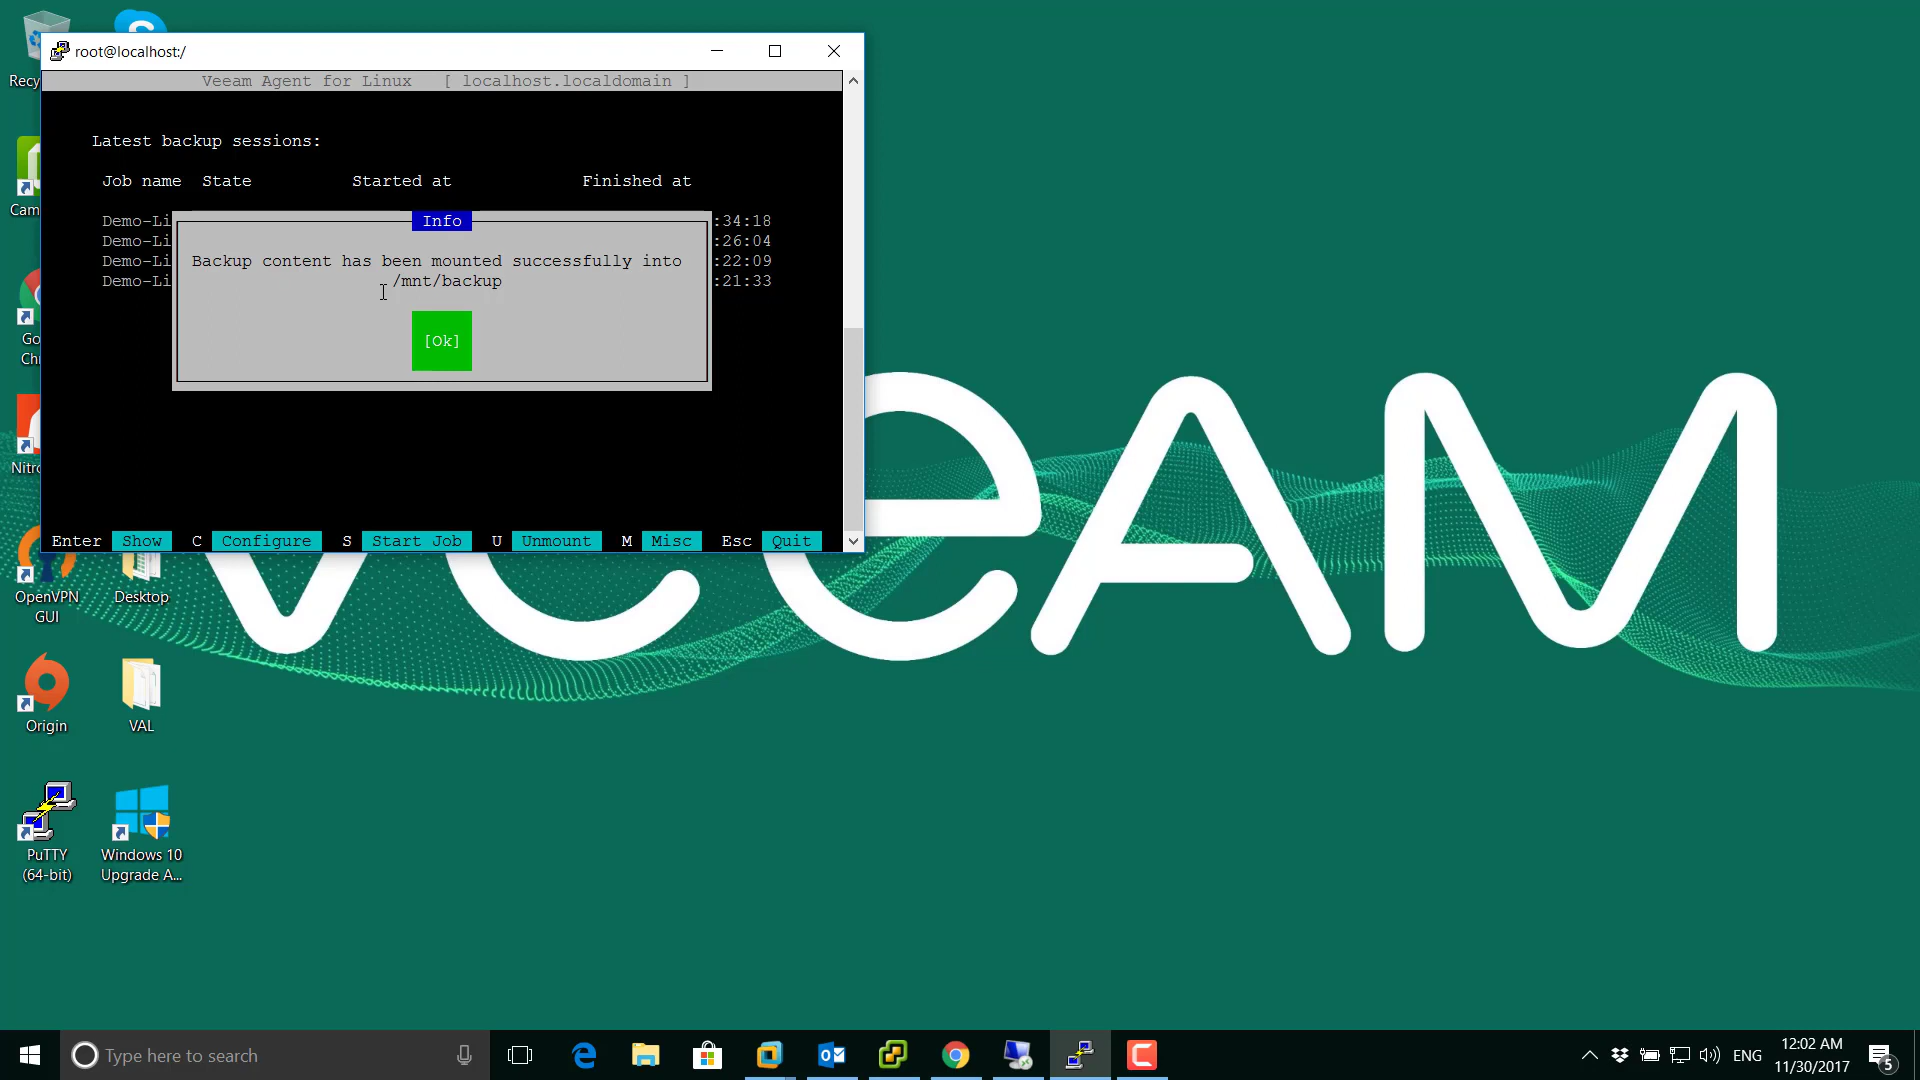 root@localhost:/
Veeam Agent for Linux [ localhost.localdomain ]
Latest backup sessions:
Job name State Started at Finished at
Demo-Li :34:18
Demo-Li :26:04
Demo-Li :22:09
Demo-Li :21:33
Info
Backup content has been mounted successfully into
/mnt/backup
[Ok]
Enter Show C Configure S Start Job U Unmount M Misc Esc Quit
Recy
Cam
Go
Chr
Nitro
OpenVPN
GUI
Desktop
Origin
VAL
PuTTY
(64-bit)
Windows 10
Upgrade A...
veeAM
Type here to search
ENG
12:02 AM
11/30/2017
5